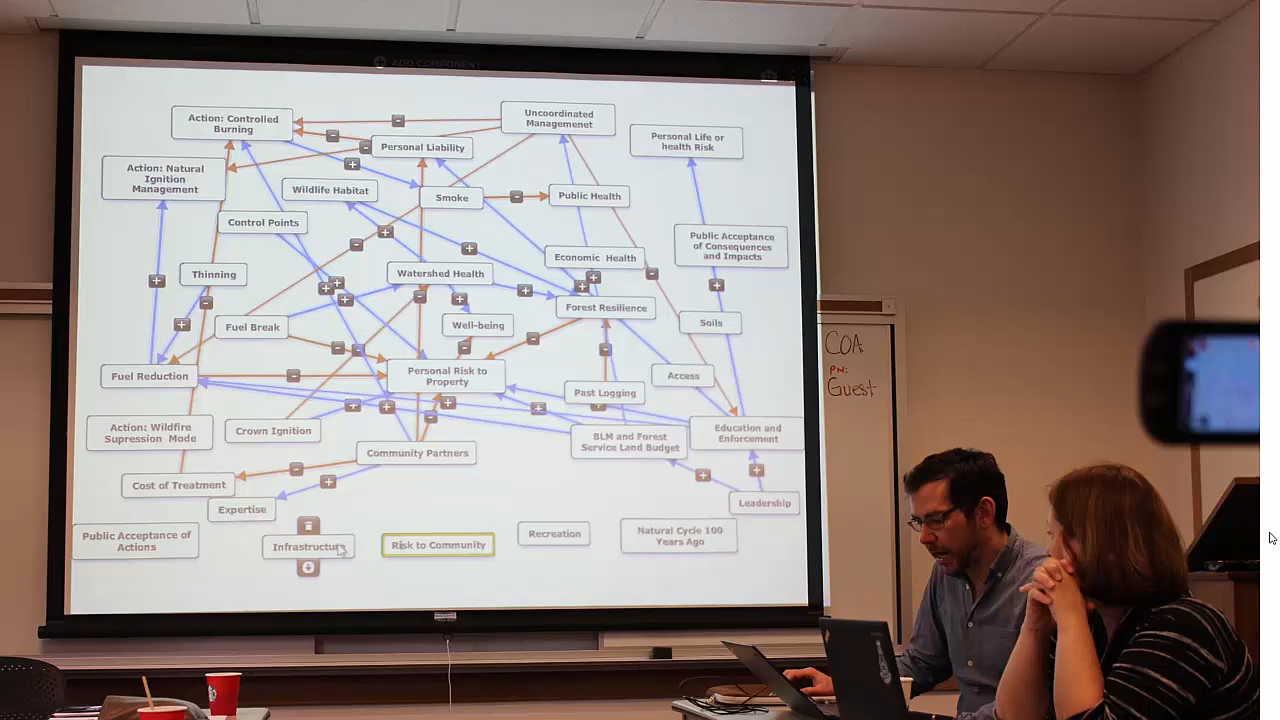 ADD COMPONENT
Action: Controlled
Burning
Uncoordinated
Managemenet
Personal Life or
health Risk
Personal Liability
Action: Natural
Ignition
Management
Wildlife Habitat
Smoke
Public Health
Control Points
Public Acceptance
of Consequences
and Impacts
Economic Health
Thinning
Watershed Health
Forest Resilience
Fuel Break
Well-being
Soils
COA
PN:
Guest
Fuel Reduction
Personal Risk to
Property
Access
Past Logging
Action: Wildfire
Supression Mode
Crown Ignition
BLM and Forest
Service Land Budget
Education and
Enforcement
Community Partners
Cost of Treatment
Expertise
Leadership
Public Acceptance of
Actions
Infrastructure
Risk to Community
Recreation
Natural Cycle 100
Years Ago